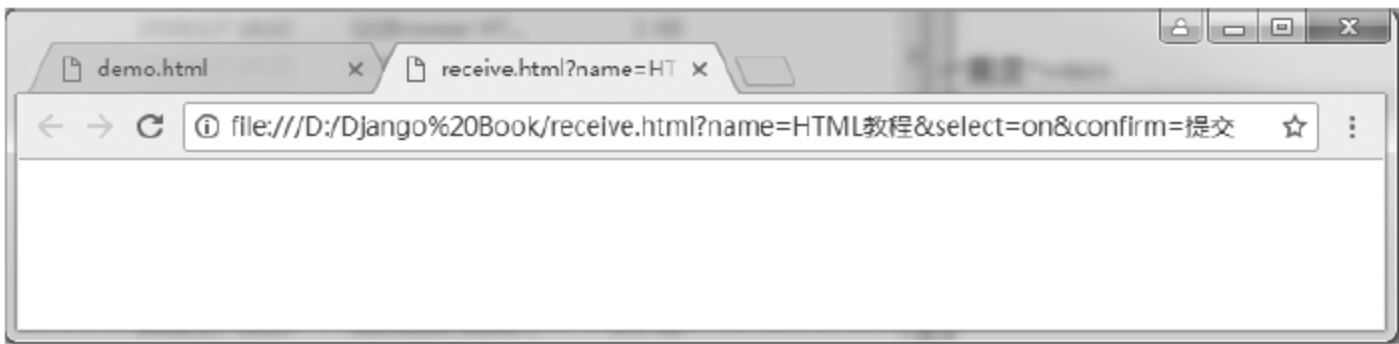 demo.html
receive.html?name=HT
file:///D:/Django%20Book/receive.html?name=HTML教程&select=on&confirm=提交